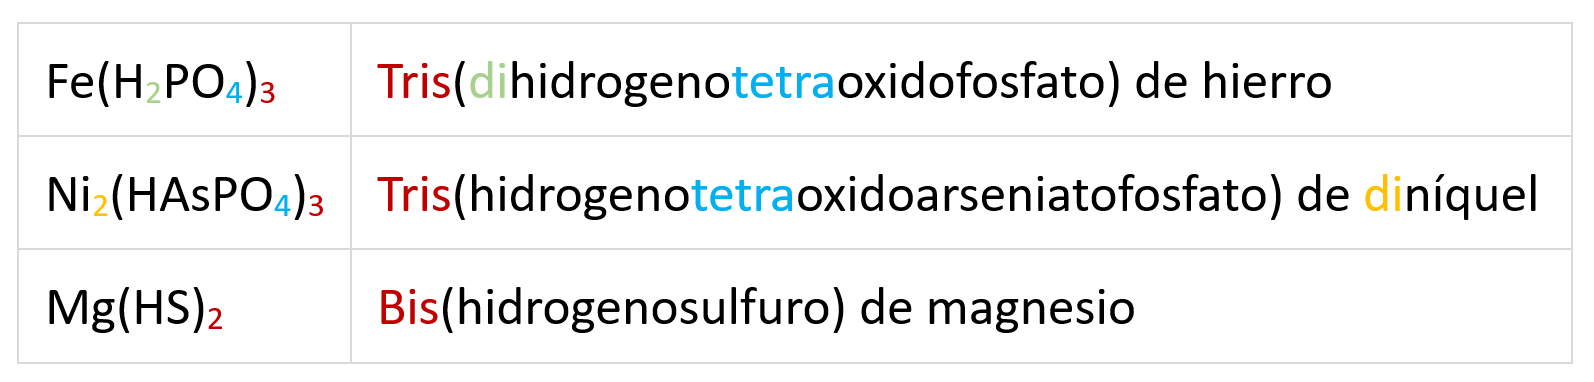 Fe(H₂PO₄)₃ Tris(dihidrogenotetraoxidofosfato) de hierro
Ni₂(HAsPO₄)₃ Tris(hidrogenotetraoxidoarseniatofosfato) de diníquel
Mg(HS)₂ Bis(hidrogenosulfuro) de magnesio